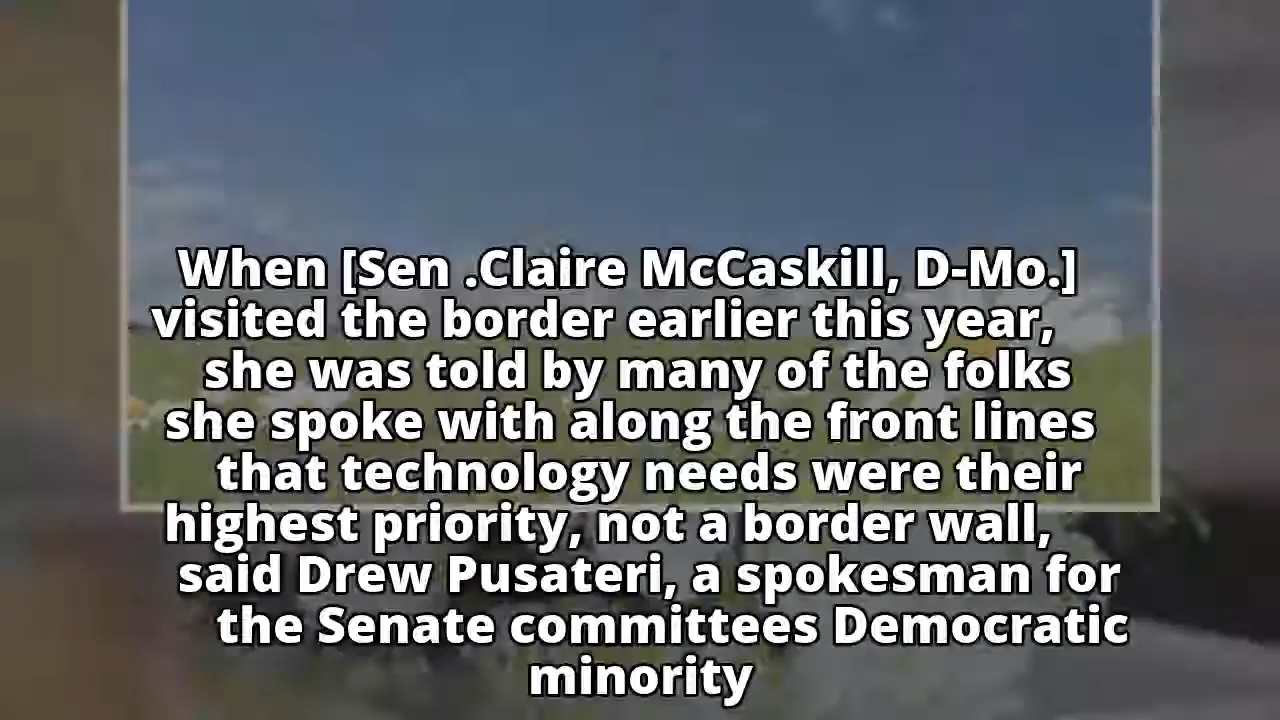 When [Sen .Claire McCaskill, D-Mo.]
visited the border earlier this year,
she was told by many of the folks
she spoke with along the front lines
that technology needs were their
highest priority, not a border wall,
said Drew Pusateri, a spokesman for
the Senate committees Democratic
minority